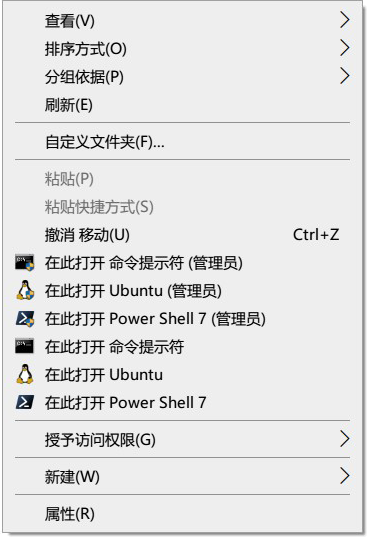 查看(V)
排序方式(O)
分组依据(P)
刷新(E)
自定义文件夹(F)...
粘贴(P)
粘贴快捷方式(S)
撤消 移动(U) Ctrl+Z
在此打开 命令提示符 (管理员)
在此打开 Ubuntu (管理员)
在此打开 Power Shell 7 (管理员)
在此打开 命令提示符
在此打开 Ubuntu
在此打开 Power Shell 7
授予访问权限(G)
新建(W)
属性(R)